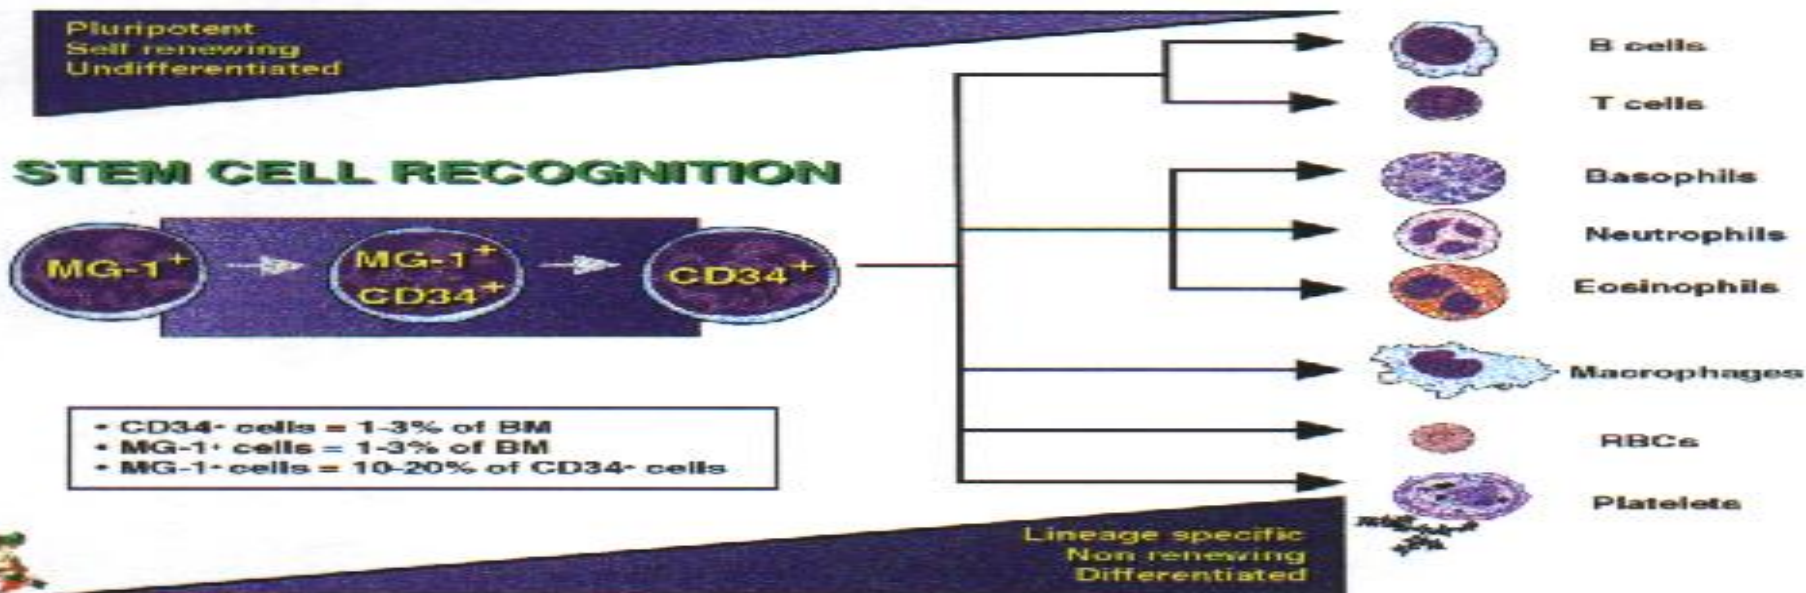 Pluripotent
Self renewing
Undifferentiated
STEM CELL RECOGNITION
MG-1⁺
MG-1⁺
CD34⁺
CD34⁺
• CD34⁺ cells = 1-3% of BM
• MG-1⁺ cells = 1-3% of BM
• MG-1⁺ cells = 10-20% of CD34⁺ cells
B cells
T cells
Basophils
Neutrophils
Eosinophils
Macrophages
RBCs
Platelets
Lineage specific
Non renewing
Differentiated